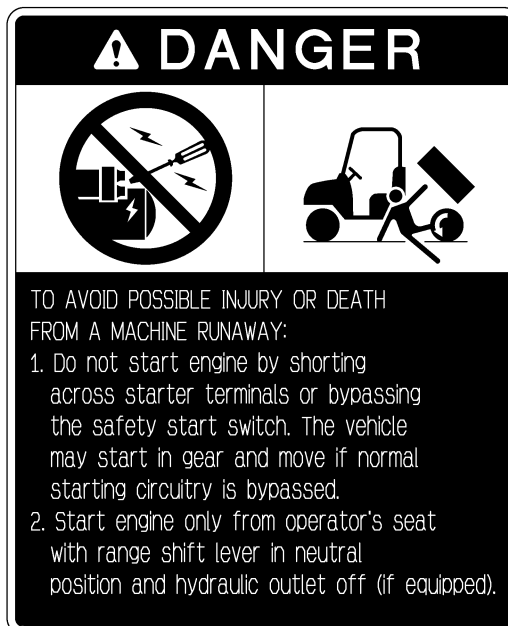 DANGER
TO AVOID POSSIBLE INJURY OR DEATH
FROM A MACHINE RUNAWAY:
1. Do not start engine by shorting
across starter terminals or bypassing
the safety start switch. The vehicle
may start in gear and move if normal
starting circuitry is bypassed.
2. Start engine only from operator's seat
with range shift lever in neutral
position and hydraulic outlet off (if equipped).